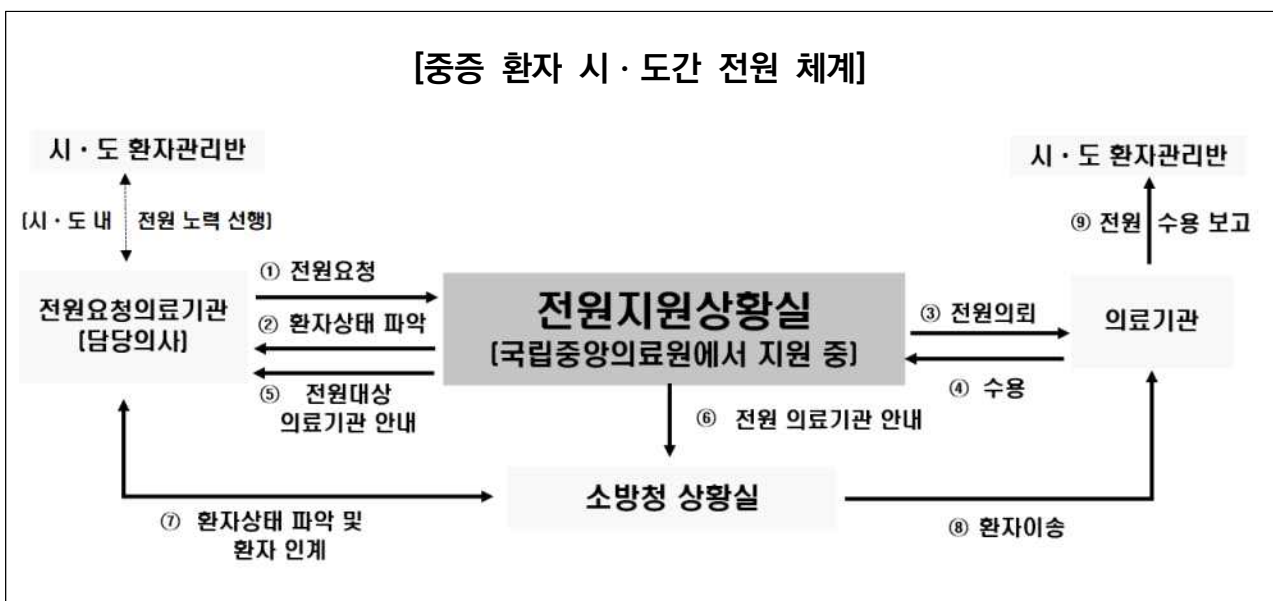 [중증 환자 시·도간 전원 체계]
시·도 환자관리반
시·도 환자관리반
(시·도 내 전원 노력 선행)
⑨ 전원 수용 보고
① 전원요청
전원요청의료기관
(담당의사)
② 환자상태 파악
전원지원상황실
(국립중앙의료원에서 지원 중)
③ 전원의뢰
의료기관
④ 수용
⑤ 전원대상
의료기관 안내
⑥ 전원 의료기관 안내
소방청 상황실
⑦ 환자상태 파악 및
환자 인계
⑧ 환자이송